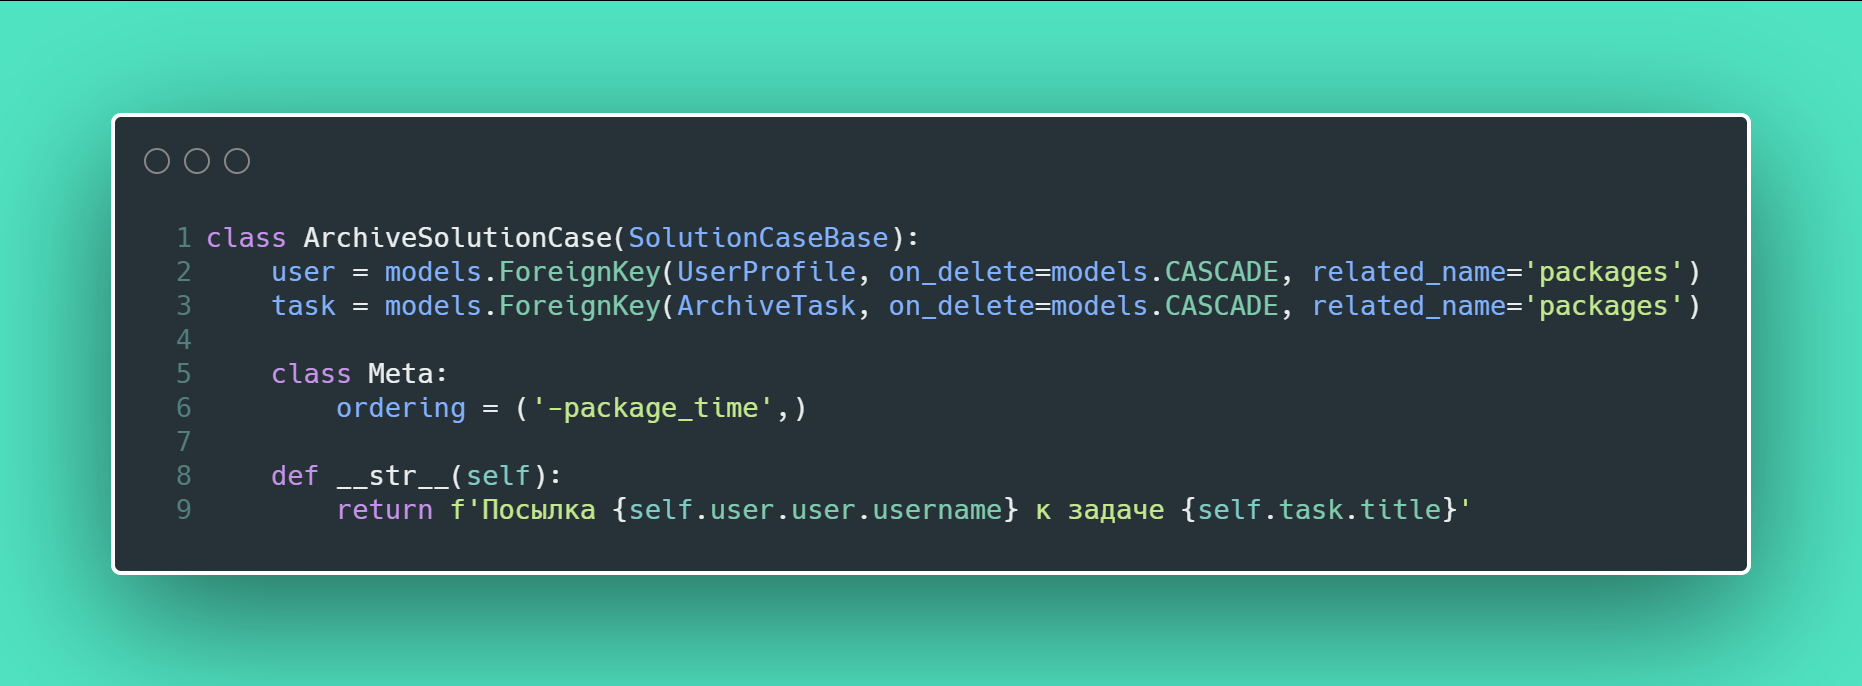 1 class ArchiveSolutionCase(SolutionCaseBase):
2     user = models.ForeignKey(UserProfile, on_delete=models.CASCADE, related_name='packages')
3     task = models.ForeignKey(ArchiveTask, on_delete=models.CASCADE, related_name='packages')
4
5     class Meta:
6         ordering = ('-package_time',)
7
8     def __str__(self):
9         return f'Посылка {self.user.user.username} к задаче {self.task.title}'